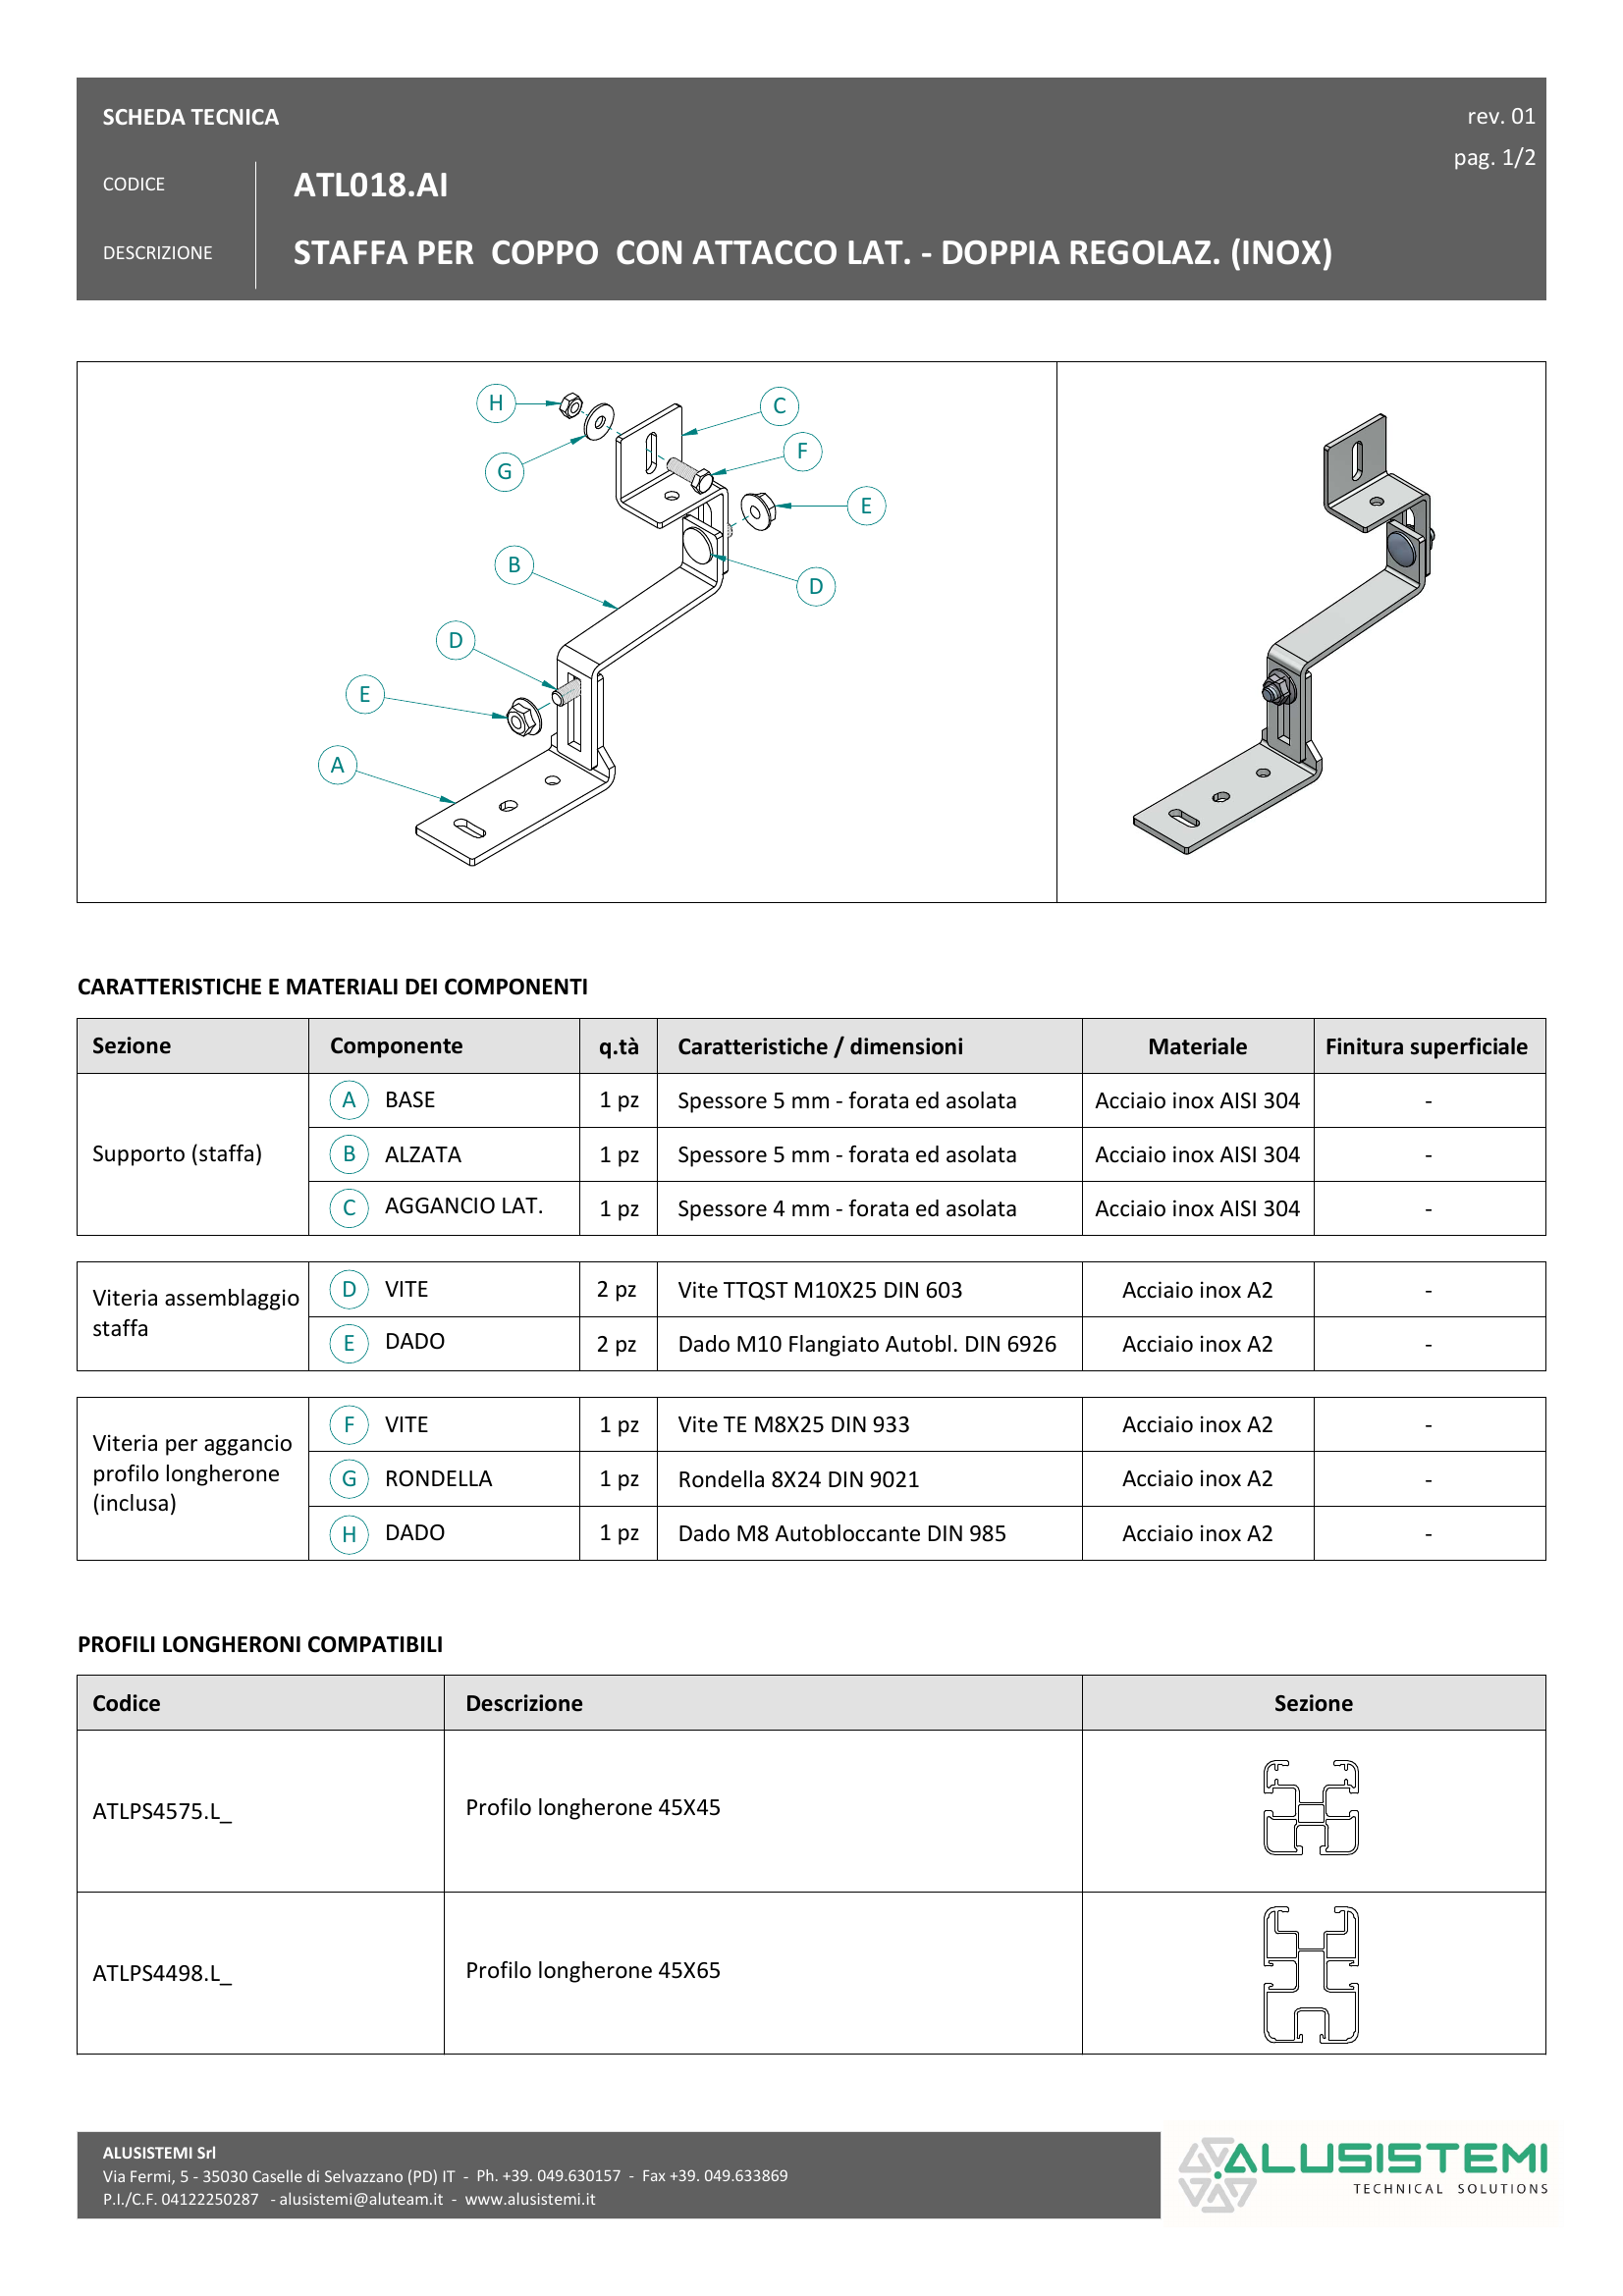 SCHEDA TECNICA
rev. 01
pag. 1/2
CODICE
ATL018.AI
DESCRIZIONE
STAFFA PER COPPO CON ATTACCO LAT. - DOPPIA REGOLAZ. (INOX)
H
C
G
F
E
B
D
D
E
A
CARATTERISTICHE E MATERIALI DEI COMPONENTI
Sezione Componente q.tà Caratteristiche / dimensioni Materiale Finitura superficiale
Supporto (staffa)
A BASE 1 pz Spessore 5 mm - forata ed asolata Acciaio inox AISI 304 -
B ALZATA 1 pz Spessore 5 mm - forata ed asolata Acciaio inox AISI 304 -
C AGGANCIO LAT. 1 pz Spessore 4 mm - forata ed asolata Acciaio inox AISI 304 -
Viteria assemblaggio
staffa
D VITE 2 pz Vite TTQST M10X25 DIN 603 Acciaio inox A2 -
E DADO 2 pz Dado M10 Flangiato Autobl. DIN 6926 Acciaio inox A2 -
Viteria per aggancio
profilo longherone
(inclusa)
F VITE 1 pz Vite TE M8X25 DIN 933 Acciaio inox A2 -
G RONDELLA 1 pz Rondella 8X24 DIN 9021 Acciaio inox A2 -
H DADO 1 pz Dado M8 Autobloccante DIN 985 Acciaio inox A2 -
PROFILI LONGHERONI COMPATIBILI
Codice Descrizione Sezione
ATLPS4575.L_ Profilo longherone 45X45
ATLPS4498.L_ Profilo longherone 45X65
ALUSISTEMI Srl
Via Fermi, 5 - 35030 Caselle di Selvazzano (PD) IT - Ph. +39. 049.630157 - Fax +39. 049.633869
P.I./C.F. 04122250287 - alusistemi@aluteam.it - www.alusistemi.it
ALUSISTEMI
TECHNICAL SOLUTIONS